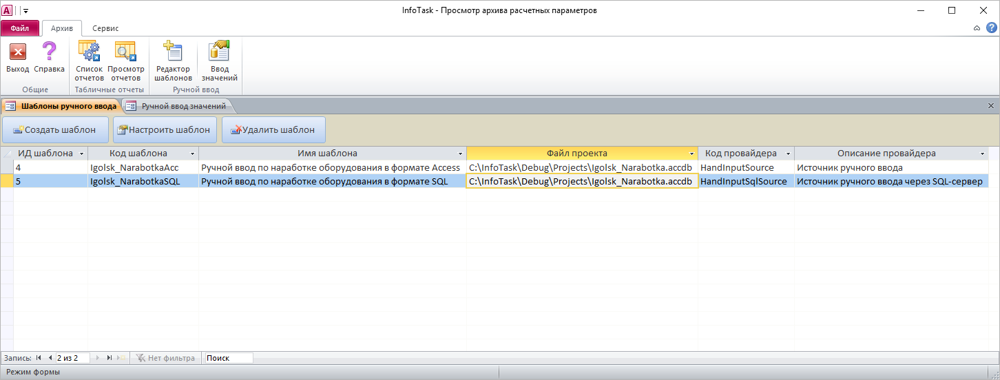 InfoTask - Просмотр архива расчетных параметров
Файл Архив Сервис
Выход Справка Список отчетов Просмотр отчетов Редактор шаблонов Ввод значений
Общие Табличные отчеты Ручной ввод
Шаблоны ручного ввода Ручной ввод значений
Создать шаблон Настроить шаблон Удалить шаблон
ИД шаблона Код шаблона Имя шаблона Файл проекта Код провайдера Описание провайдера
4 Igolsk_NarabotkaAcc Ручной ввод по наработке оборудования в формате Access C:\InfoTask\Debug\Projects\Igolsk_Narabotka.accdb HandInputSource Источник ручного ввода
5 Igolsk_NarabotkaSQL Ручной ввод по наработке оборудования в формате SQL C:\InfoTask\Debug\Projects\Igolsk_Narabotka.accdb HandInputSqlSource Источник ручного ввода через SQL-сервер
Запись: 2 из 2 Нет фильтра Поиск
Режим формы